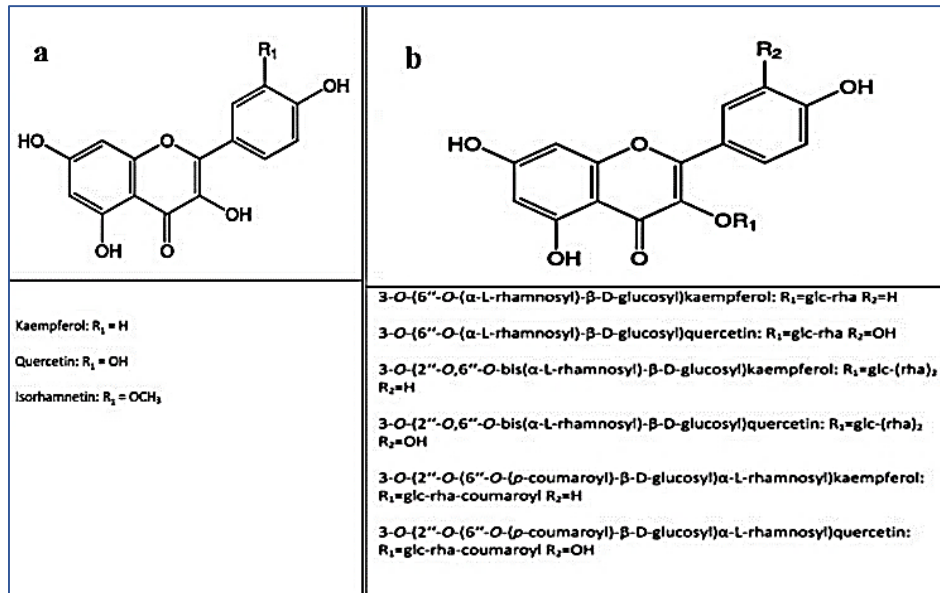 a
R₁
OH
HO
O
OH
OH
O
Kaempferol: R₁ = H
Quercetin: R₁ = OH
Isorhamnetin: R₁ = OCH₃
b
R₂
OH
HO
O
OR₁
OH
O
3-O-(6″-O-(α-L-rhamnosyl)-β-D-glucosyl)kaempferol: R₁=glc-rha R₂=H
3-O-(6″-O-(α-L-rhamnosyl)-β-D-glucosyl)quercetin: R₁=glc-rha R₂=OH
3-O-(2″-O,6″-O-bis(α-L-rhamnosyl)-β-D-glucosyl)kaempferol: R₁=glc-(rha)₂
R₂=H
3-O-(2″-O,6″-O-bis(α-L-rhamnosyl)-β-D-glucosyl)quercetin: R₁=glc-(rha)₂
R₂=OH
3-O-(2″-O-(6″-O-(p-coumaroyl)-β-D-glucosyl)α-L-rhamnosyl)kaempferol:
R₁=glc-rha-coumaroyl R₂=H
3-O-(2″-O-(6″-O-(p-coumaroyl)-β-D-glucosyl)α-L-rhamnosyl)quercetin:
R₁=glc-rha-coumaroyl R₂=OH